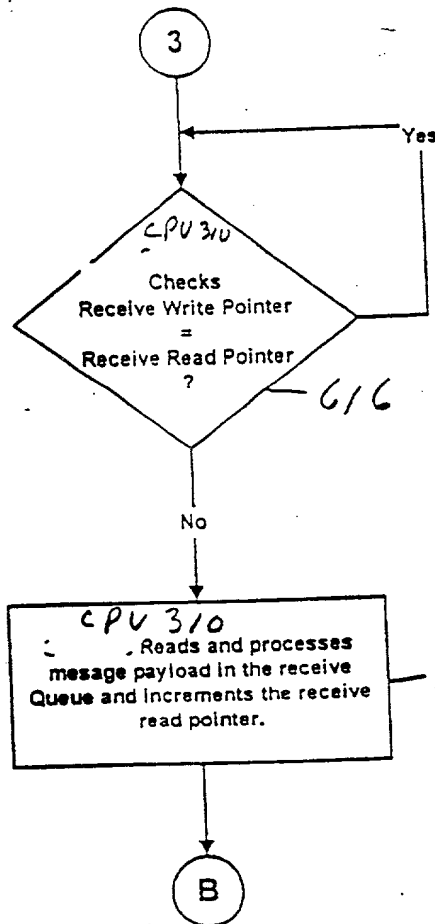 3
Yes
CPU 310
Checks
Receive Write Pointer
=
Receive Read Pointer
?
616
No
CPU 310
Reads and processes
mesage payload in the receive
Queue and increments the receive
read pointer.
B